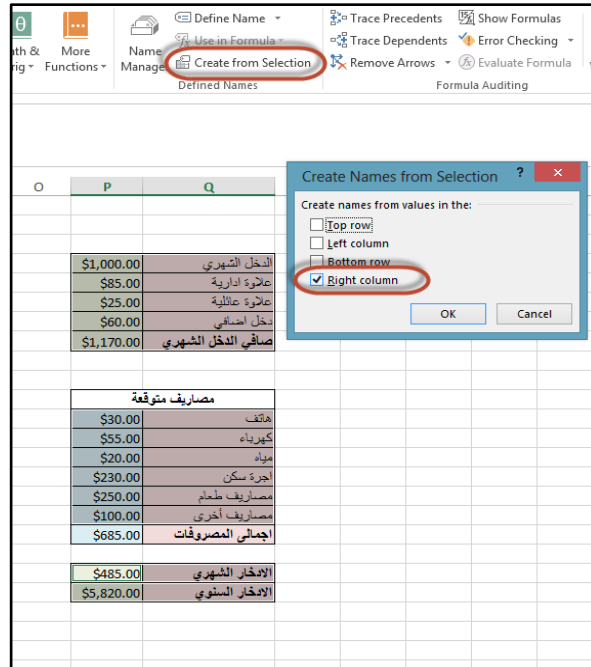 Define Name
Trace Precedents
Show Formulas
Use in Formula
Trace Dependents
Error Checking
More
Functions
Name
Create from Selection
Remove Arrows
Evaluate Formula
Defined Names
Formula Auditing
Create Names from Selection
?
Create names from values in the:
Top row
Left column
Bottom row
Right column
OK
Cancel
O P Q
$1,000.00 الدخل الشهري
$85.00 علاوة ادارية
$25.00 علاوة عائلية
$60.00 دخل اضافي
$1,170.00 صافي الدخل الشهري
مصاريف متوقعة
$30.00 هاتف
$55.00 كهرباء
$20.00 مياه
$230.00 اجرة سكن
$250.00 مصاريف طعام
$100.00 مصاريف أخرى
$685.00 اجمالي المصروفات
$485.00 الادخار الشهري
$5,820.00 الادخار السنوي